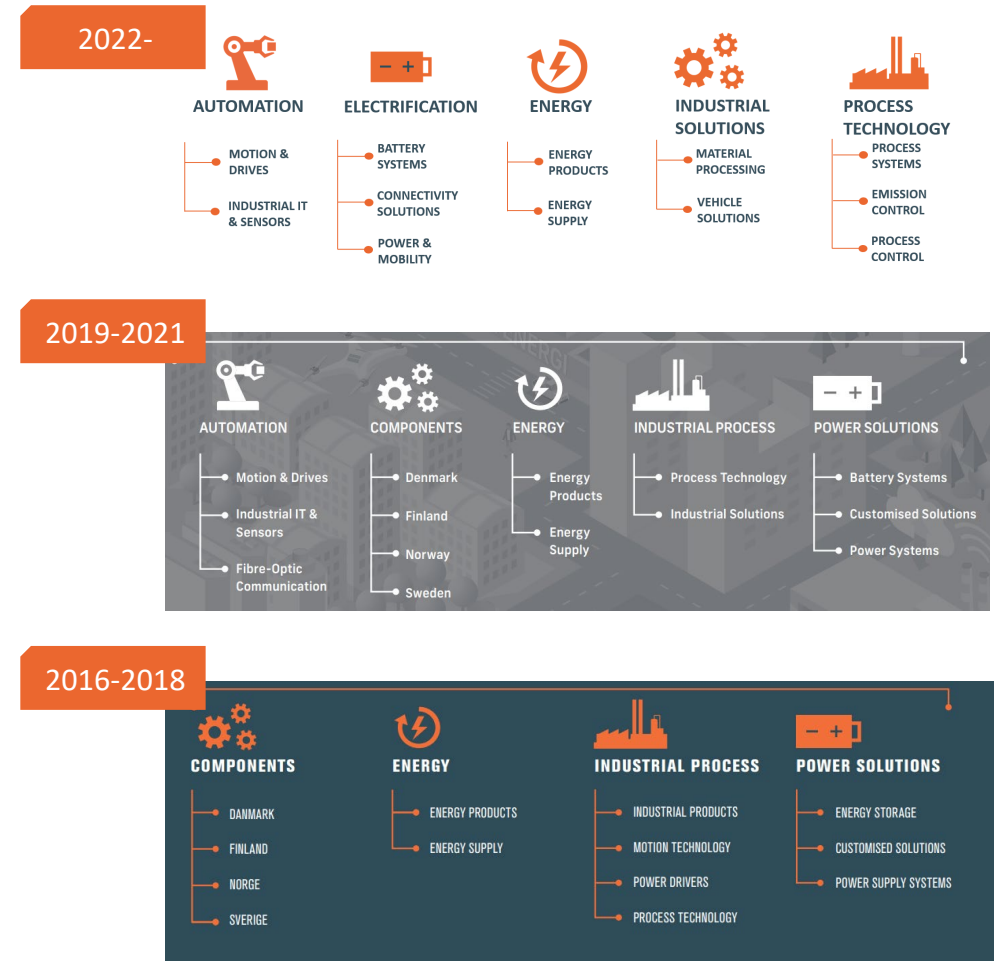 2022-
AUTOMATION
MOTION &
DRIVES
INDUSTRIAL IT
& SENSORS
ELECTRIFICATION
BATTERY
SYSTEMS
CONNECTIVITY
SOLUTIONS
POWER &
MOBILITY
ENERGY
ENERGY
PRODUCTS
ENERGY
SUPPLY
INDUSTRIAL
SOLUTIONS
MATERIAL
PROCESSING
VEHICLE
SOLUTIONS
PROCESS
TECHNOLOGY
PROCESS
SYSTEMS
EMISSION
CONTROL
PROCESS
CONTROL
2019-2021
ENERGI
AUTOMATION
Motion & Drives
Industrial IT &
Sensors
Fibre-Optic
Communication
COMPONENTS
Denmark
Finland
Norway
Sweden
ENERGY
Energy
Products
Energy
Supply
INDUSTRIAL PROCESS
Process Technology
Industrial Solutions
POWER SOLUTIONS
Battery Systems
Customised Solutions
Power Systems
2016-2018
COMPONENTS
DANMARK
FINLAND
NORGE
SVERIGE
ENERGY
ENERGY PRODUCTS
ENERGY SUPPLY
INDUSTRIAL PROCESS
INDUSTRIAL PRODUCTS
MOTION TECHNOLOGY
POWER DRIVERS
PROCESS TECHNOLOGY
POWER SOLUTIONS
ENERGY STORAGE
CUSTOMISED SOLUTIONS
POWER SUPPLY SYSTEMS